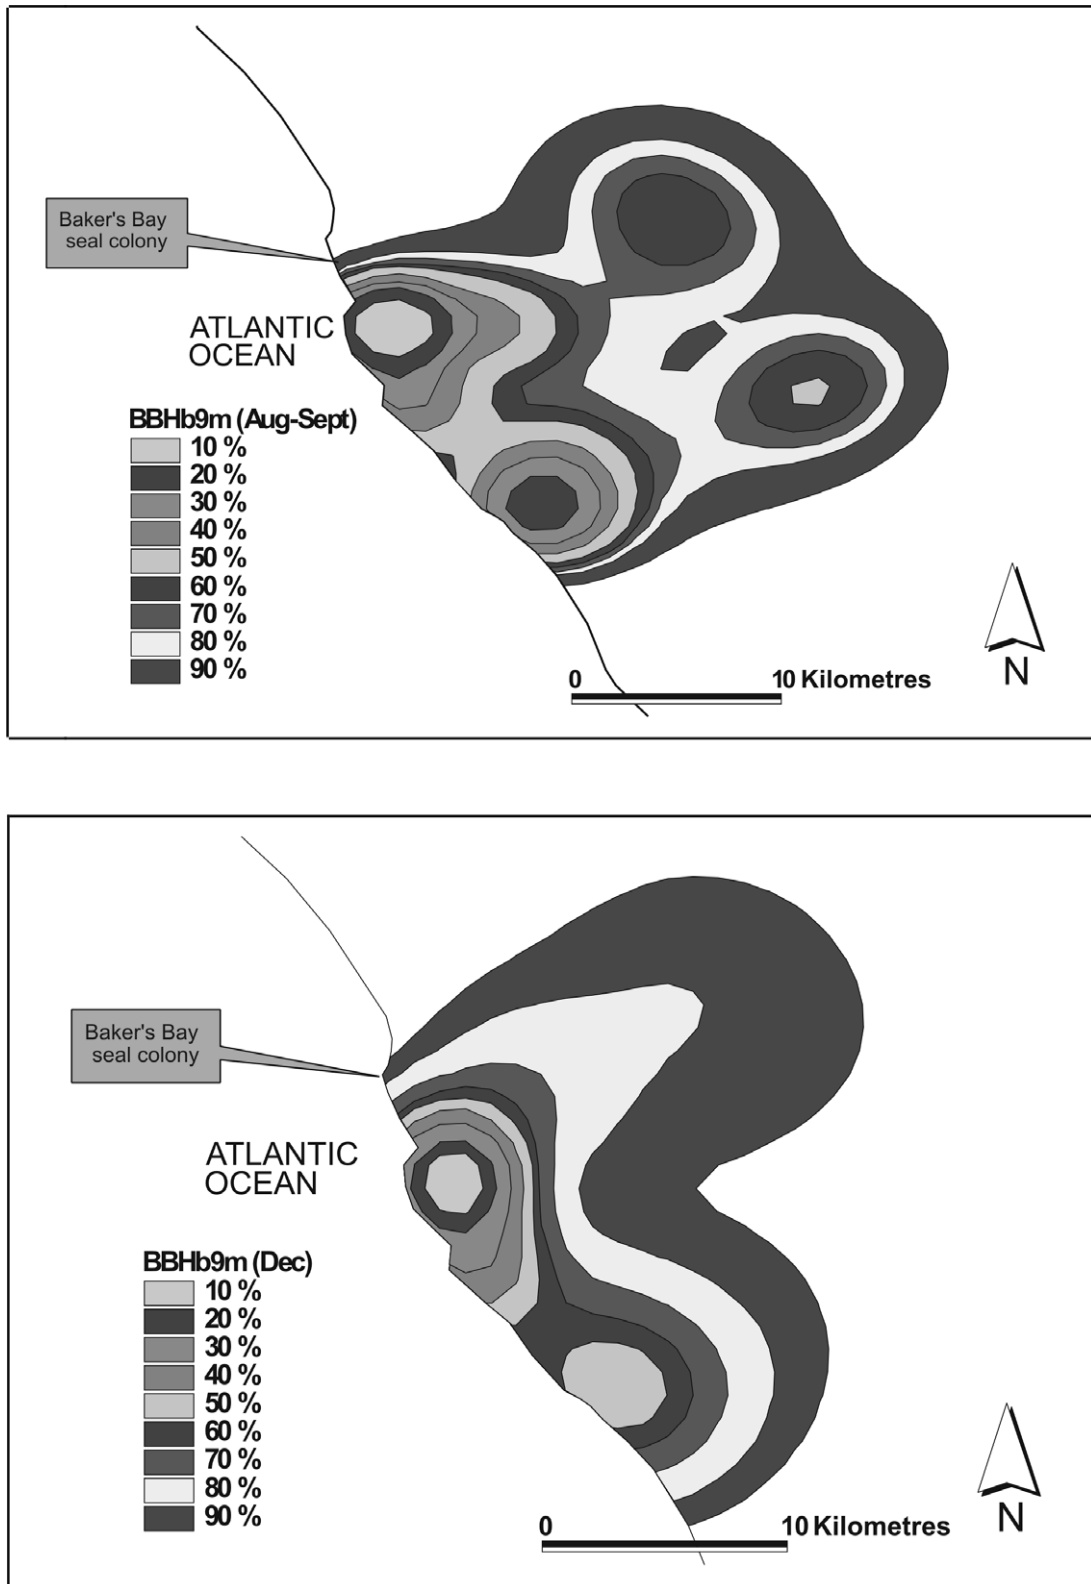 Baker's Bay
seal colony
ATLANTIC
OCEAN
BBHb9m (Aug-Sept)
10 %
20 %
30 %
40 %
50 %
60 %
70 %
80 %
90 %
0 10 Kilometres
N
Baker's Bay
seal colony
ATLANTIC
OCEAN
BBHb9m (Dec)
10 %
20 %
30 %
40 %
50 %
60 %
70 %
80 %
90 %
0 10 Kilometres
N